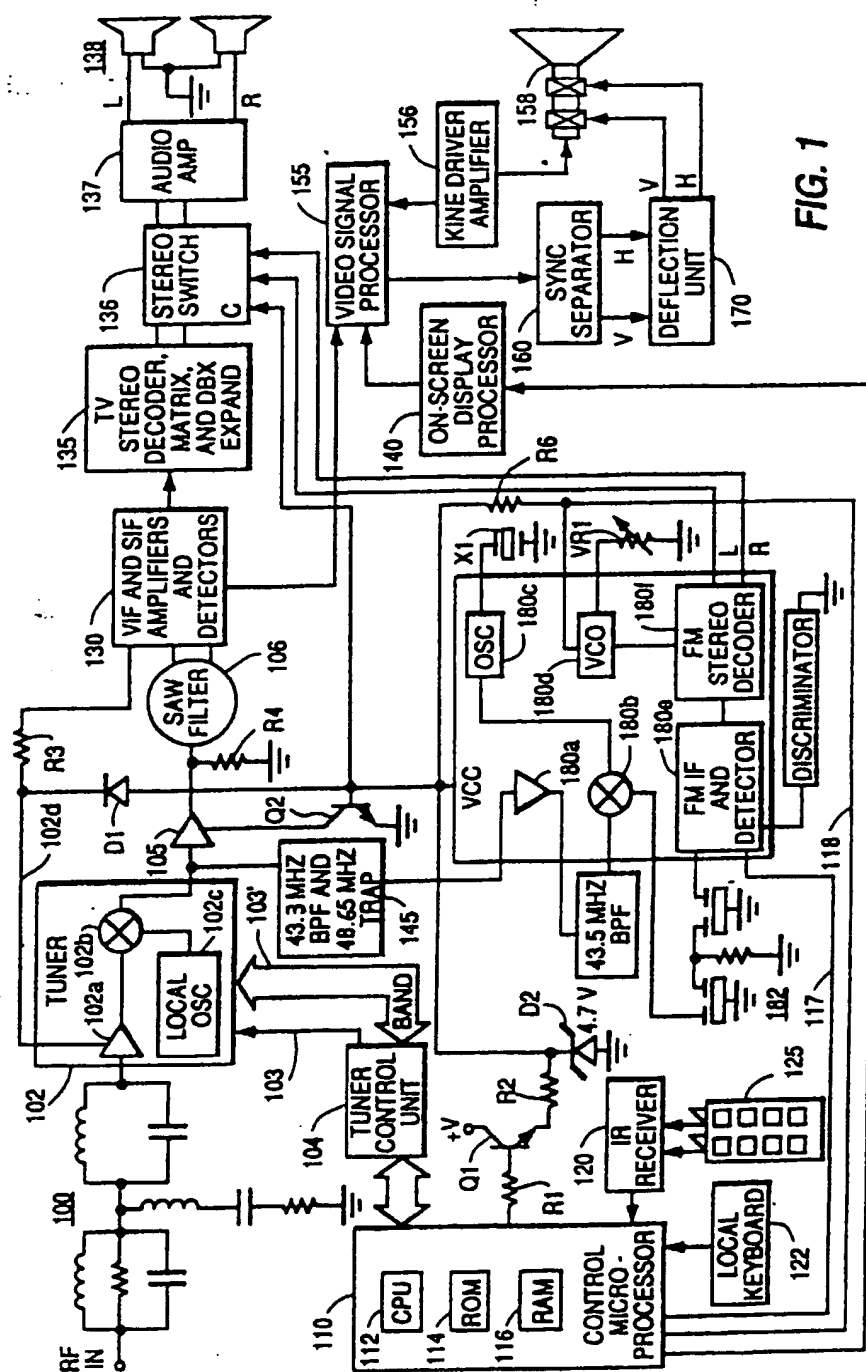 FIG. 1
RF
IN
100
102
TUNER
102a
102b
LOCAL
OSC
102c
102d
R3
103
103'
BAND
104
TUNER
CONTROL
UNIT
D1
105
Q2
43.3 MHZ
BPF AND
48.65 MHZ
TRAP
145
SAW
FILTER
106
R4
130
VIF AND SIF
AMPLIFIERS
AND
DETECTORS
135
TV
STEREO
DECODER,
MATRIX,
AND DBX
EXPAND
136
STEREO
SWITCH
C
137
AUDIO
AMP
L
R
138
110
112
CPU
114
ROM
116
RAM
CONTROL
MICRO-
PROCESSOR
R1
Q1
+V
R2
D2
4.7 V
120
IR
RECEIVER
125
LOCAL
KEYBOARD
122
117
118
VCC
180a
43.5 MHZ
BPF
180b
OSC
180c
X1
VCO
180d
VR1
R6
182
FM IF
AND
DETECTOR
180e
FM
STEREO
DECODER
180f
L
R
DISCRIMINATOR
140
ON-SCREEN
DISPLAY
PROCESSOR
VIDEO SIGNAL
PROCESSOR
155
KINE DRIVER
AMPLIFIER
156
158
160
SYNC
SEPARATOR
V
H
DEFLECTION
UNIT
170
V
H